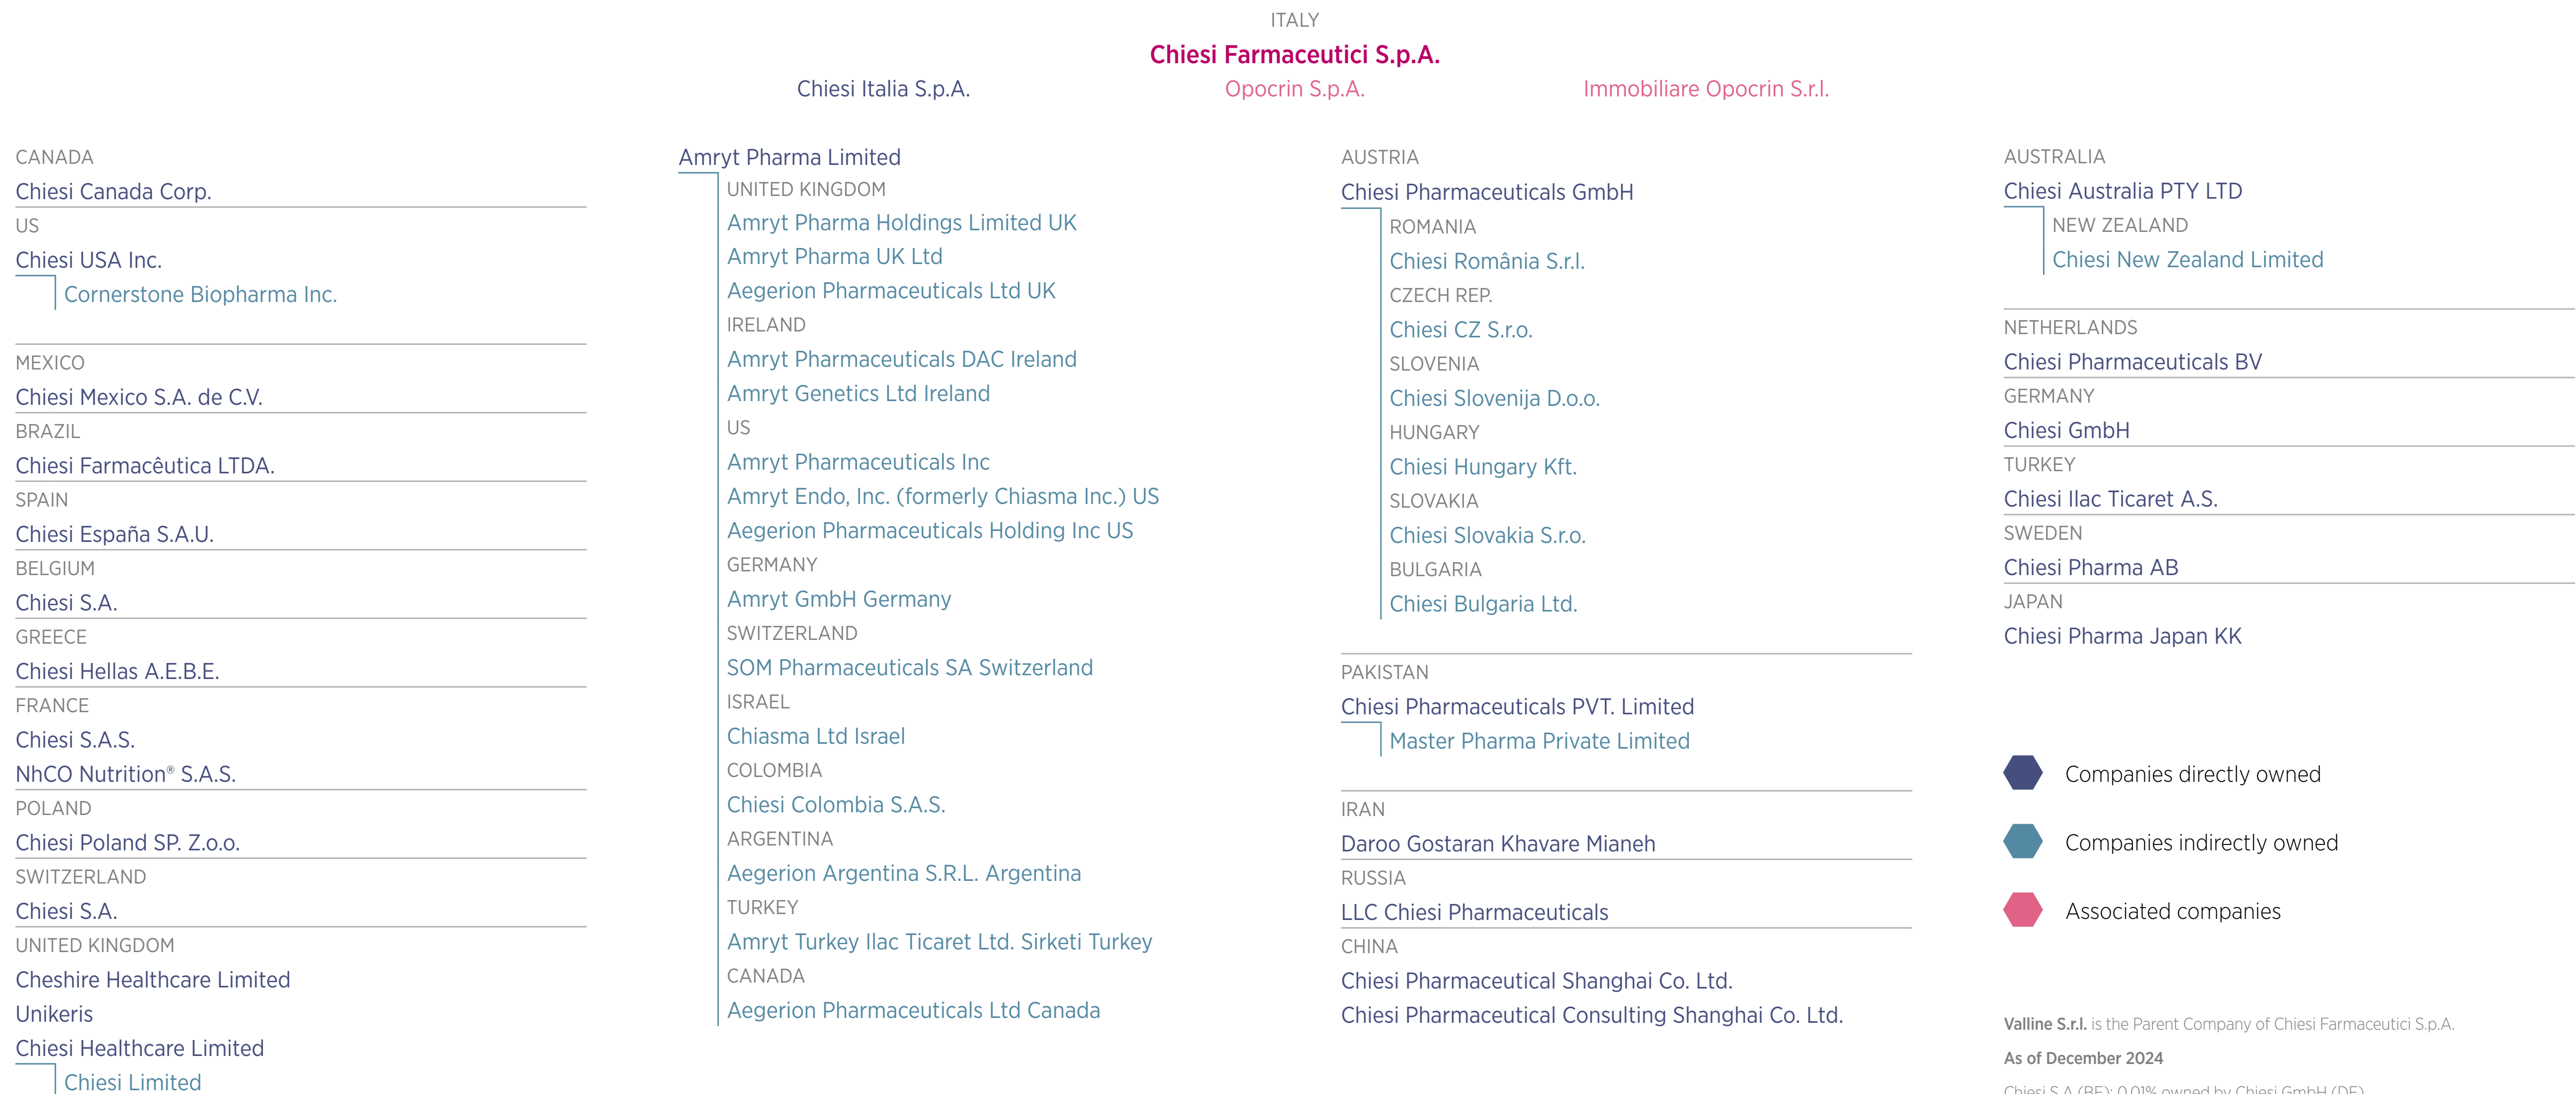 ITALY
Chiesi Farmaceutici S.p.A.
Chiesi Italia S.p.A.
Opocrin S.p.A.
Immobiliare Opocrin S.r.l.
CANADA
Chiesi Canada Corp.
US
Chiesi USA Inc.
Cornerstone Biopharma Inc.
MEXICO
Chiesi Mexico S.A. de C.V.
BRAZIL
Chiesi Farmacêutica LTDA.
SPAIN
Chiesi España S.A.U.
BELGIUM
Chiesi S.A.
GREECE
Chiesi Hellas A.E.B.E.
FRANCE
Chiesi S.A.S.
NhCO Nutrition® S.A.S.
POLAND
Chiesi Poland SP. Z.o.o.
SWITZERLAND
Chiesi S.A.
UNITED KINGDOM
Cheshire Healthcare Limited
Unikeris
Chiesi Healthcare Limited
Chiesi Limited
Amryt Pharma Limited
UNITED KINGDOM
Amryt Pharma Holdings Limited UK
Amryt Pharma UK Ltd
Aegerion Pharmaceuticals Ltd UK
IRELAND
Amryt Pharmaceuticals DAC Ireland
Amryt Genetics Ltd Ireland
US
Amryt Pharmaceuticals Inc
Amryt Endo, Inc. (formerly Chiasma Inc.) US
Aegerion Pharmaceuticals Holding Inc US
GERMANY
Amryt GmbH Germany
SWITZERLAND
SOM Pharmaceuticals SA Switzerland
ISRAEL
Chiasma Ltd Israel
COLOMBIA
Chiesi Colombia S.A.S.
ARGENTINA
Aegerion Argentina S.R.L. Argentina
TURKEY
Amryt Turkey Ilac Ticaret Ltd. Sirketi Turkey
CANADA
Aegerion Pharmaceuticals Ltd Canada
AUSTRIA
Chiesi Pharmaceuticals GmbH
ROMANIA
Chiesi România S.r.l.
CZECH REP.
Chiesi CZ S.r.o.
SLOVENIA
Chiesi Slovenija D.o.o.
HUNGARY
Chiesi Hungary Kft.
SLOVAKIA
Chiesi Slovakia S.r.o.
BULGARIA
Chiesi Bulgaria Ltd.
PAKISTAN
Chiesi Pharmaceuticals PVT. Limited
Master Pharma Private Limited
IRAN
Daroo Gostaran Khavare Mianeh
RUSSIA
LLC Chiesi Pharmaceuticals
CHINA
Chiesi Pharmaceutical Shanghai Co. Ltd.
Chiesi Pharmaceutical Consulting Shanghai Co. Ltd.
AUSTRALIA
Chiesi Australia PTY LTD
NEW ZEALAND
Chiesi New Zealand Limited
NETHERLANDS
Chiesi Pharmaceuticals BV
GERMANY
Chiesi GmbH
TURKEY
Chiesi Ilac Ticaret A.S.
SWEDEN
Chiesi Pharma AB
JAPAN
Chiesi Pharma Japan KK
Companies directly owned
Companies indirectly owned
Associated companies
Valline S.r.l. is the Parent Company of Chiesi Farmaceutici S.p.A.
As of December 2024
Chiesi S.A (BE): 0,01% owned by Chiesi GmbH (DE)